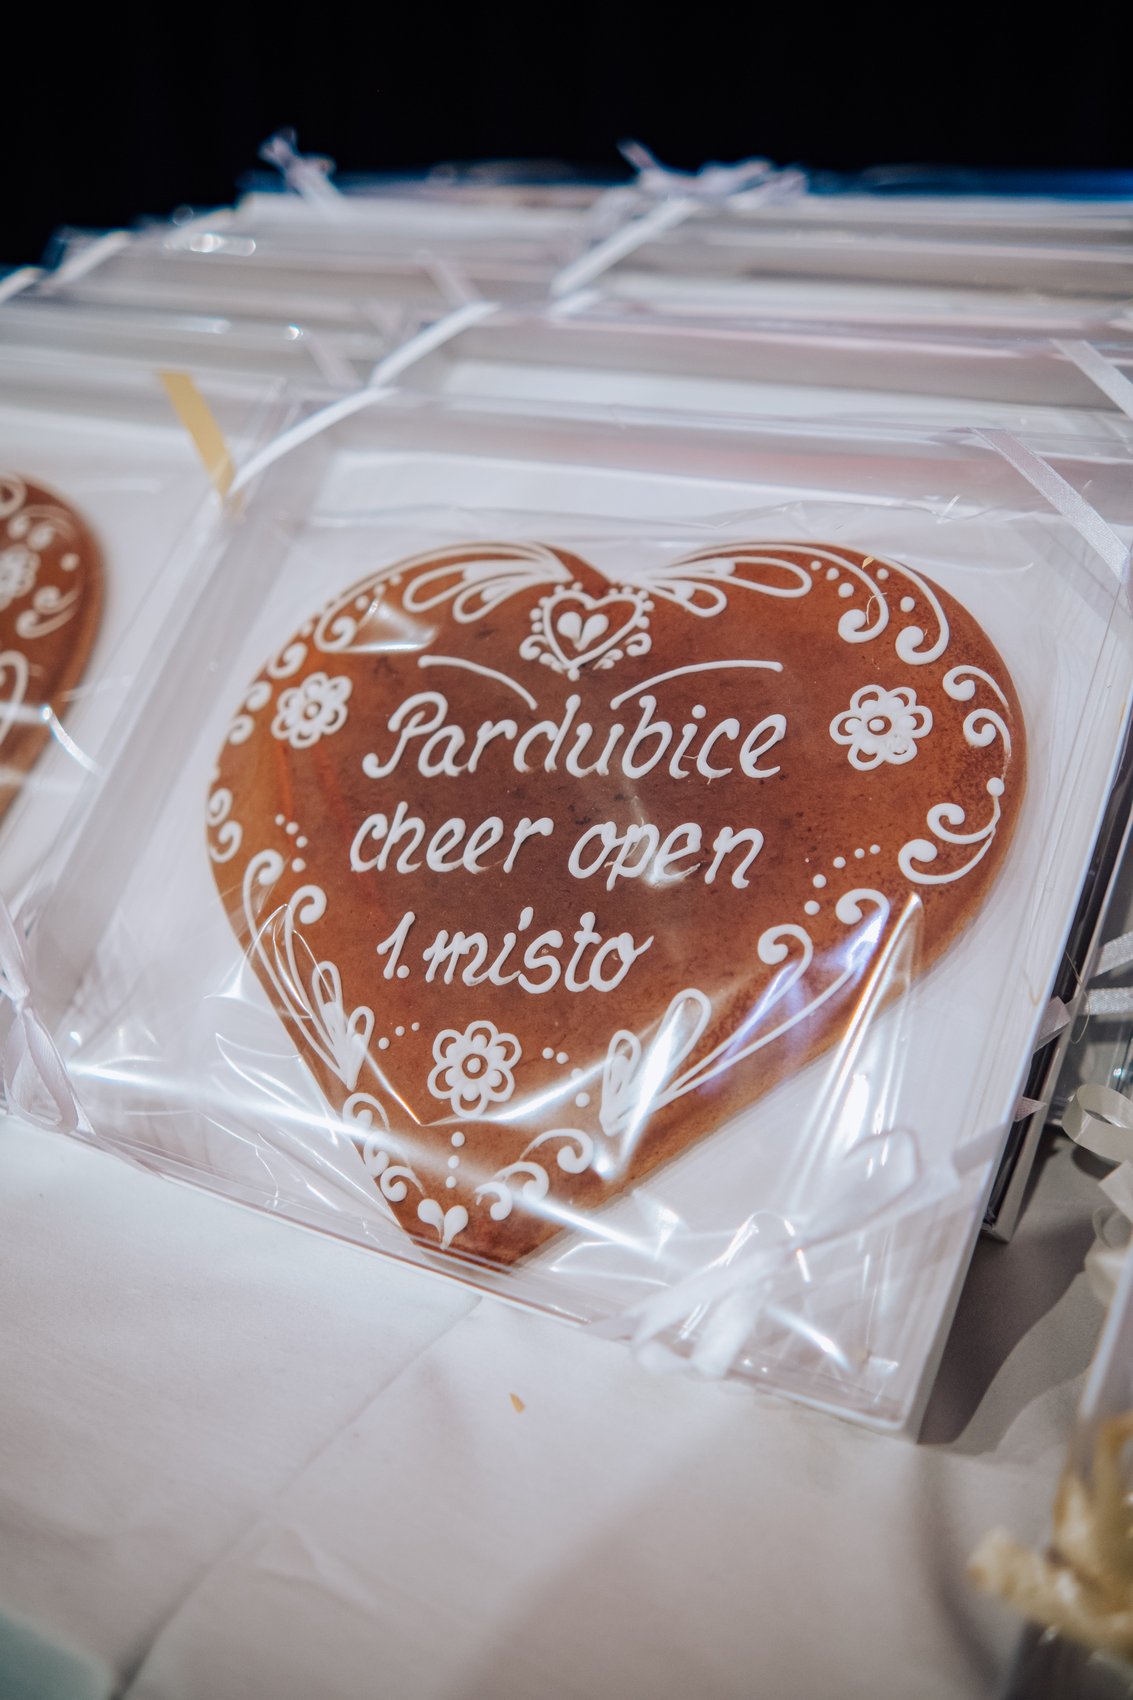 Pardubice
cheer open
1. místo